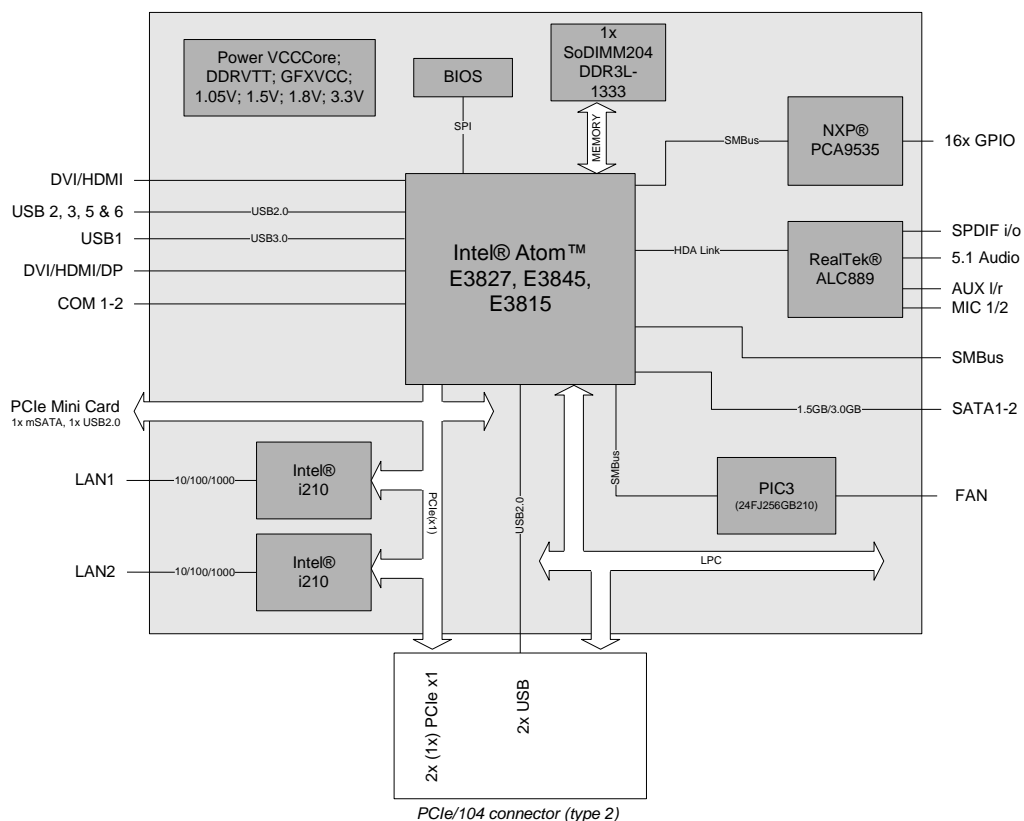 Power VCCCore;
DDRVTT; GFXVCC;
1.05V; 1.5V; 1.8V; 3.3V
BIOS
1x
SoDIMM204
DDR3L-
1333
SPI
MEMORY
SMBus
NXP®
PCA9535
16x GPIO
DVI/HDMI
USB 2, 3, 5 & 6
USB2.0
USB1
USB3.0
DVI/HDMI/DP
COM 1-2
Intel® Atom™
E3827, E3845,
E3815
HDA Link
RealTek®
ALC889
SPDIF i/o
5.1 Audio
AUX l/r
MIC 1/2
SMBus
1.5GB/3.0GB
SATA1-2
PCIe Mini Card
1x mSATA, 1x USB2.0
LAN1
10/100/1000
Intel®
i210
PCIe(x1)
USB2.0
SMBus
PIC3
(24FJ256GB210)
FAN
LAN2
10/100/1000
Intel®
i210
LPC
2x (1x) PCIe x1
2x USB
PCIe/104 connector (type 2)